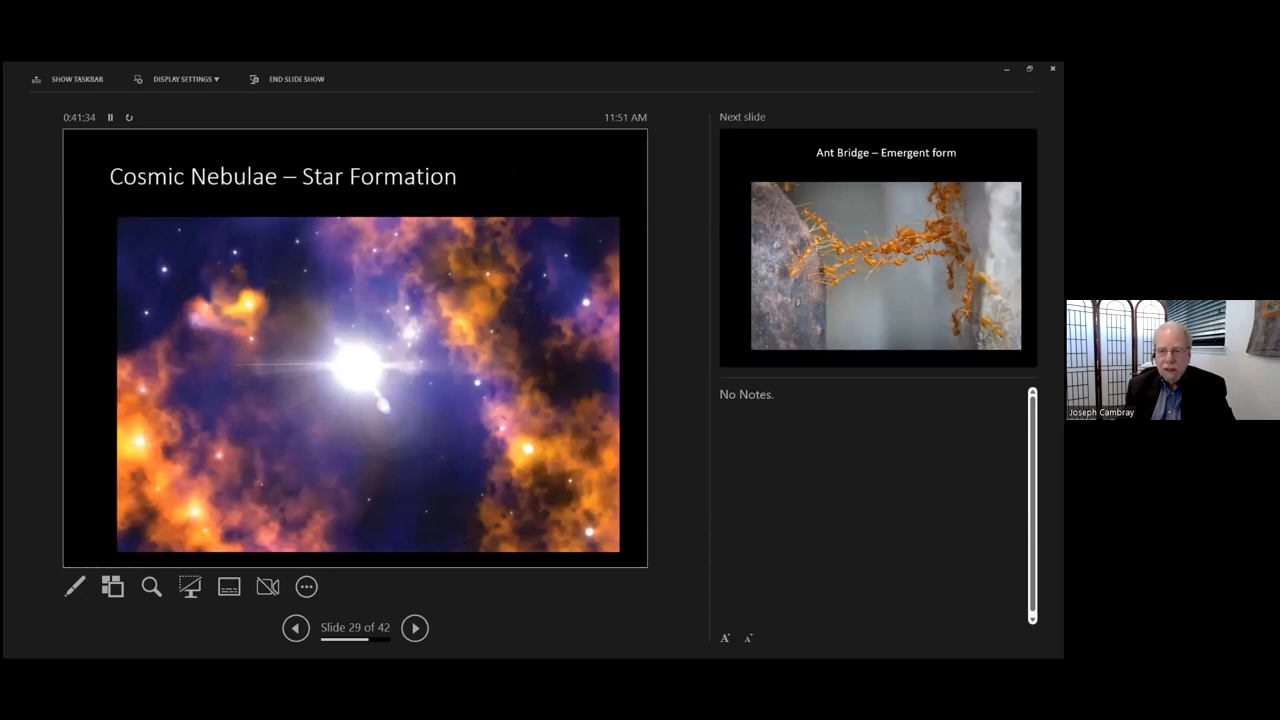 SHOW TASKBAR
DISPLAY SETTINGS ▼
END SLIDE SHOW
0:41:34
11:51 AM
Next slide
Cosmic Nebulae – Star Formation
Ant Bridge – Emergent form
No Notes.
Joseph Cambray
Slide 29 of 42
A A